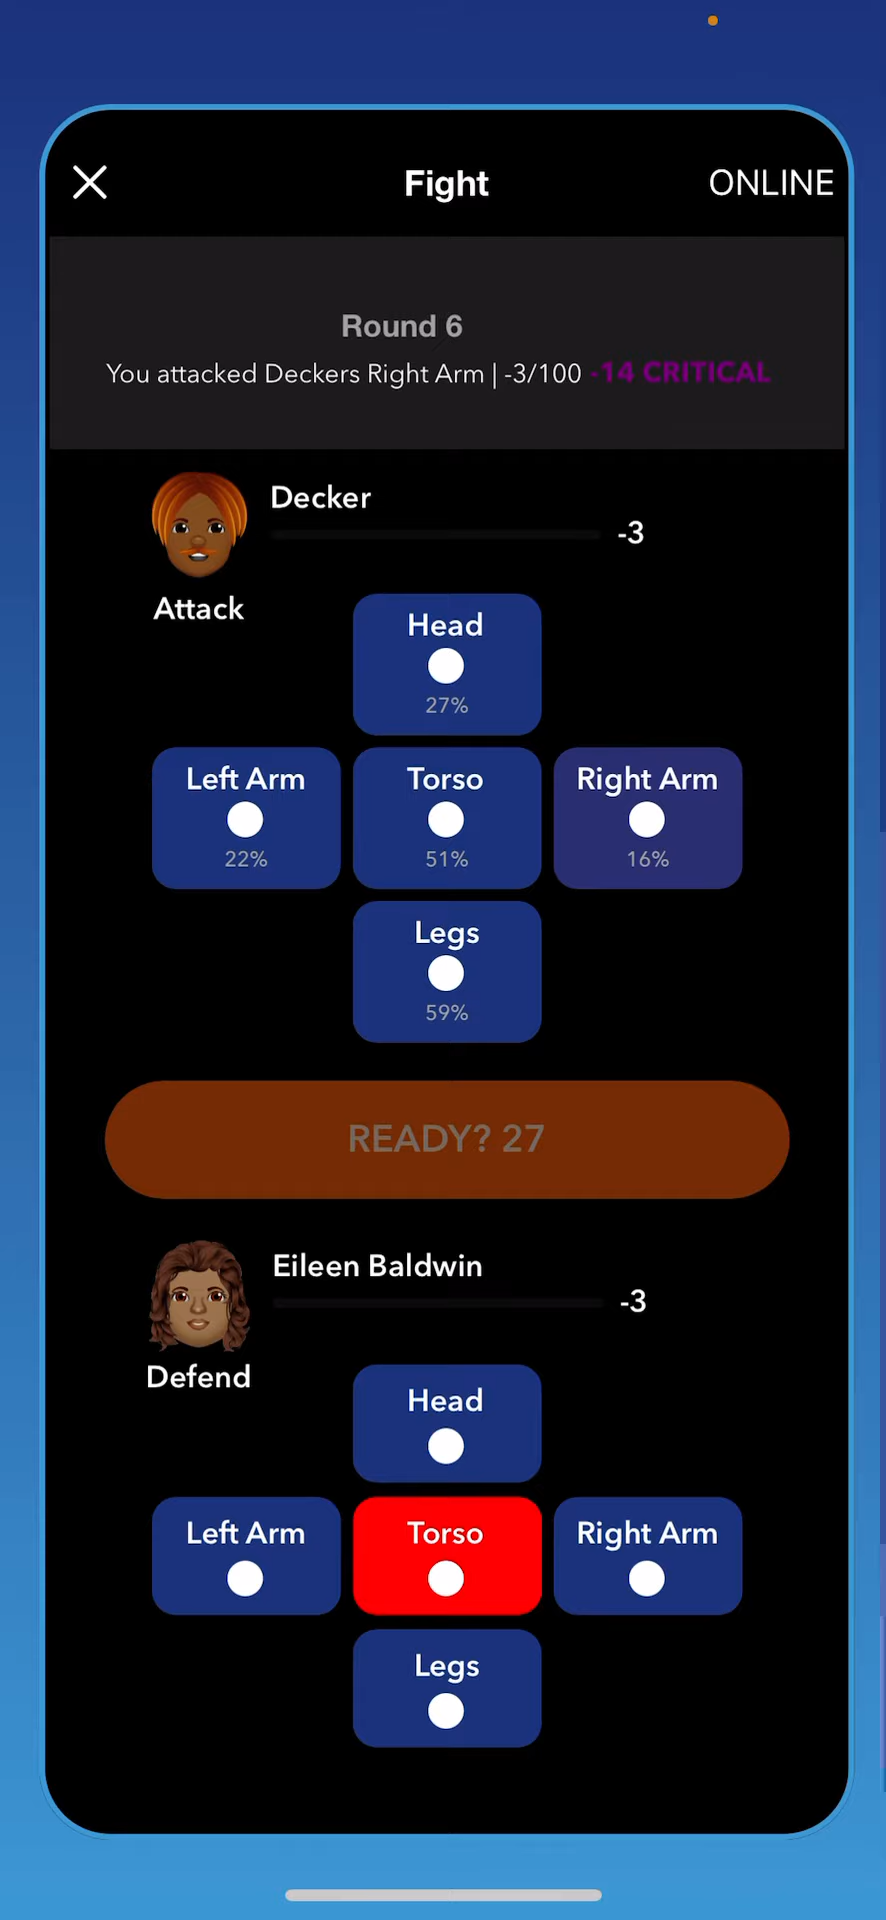 Fight
ONLINE
Round 6
You attacked Deckers Right Arm | -3/100 -14 CRITICAL
Decker
-3
Attack
Head
27%
Left Arm
22%
Torso
51%
Right Arm
16%
Legs
59%
READY? 27
Eileen Baldwin
-3
Defend
Head
Left Arm
Torso
Right Arm
Legs